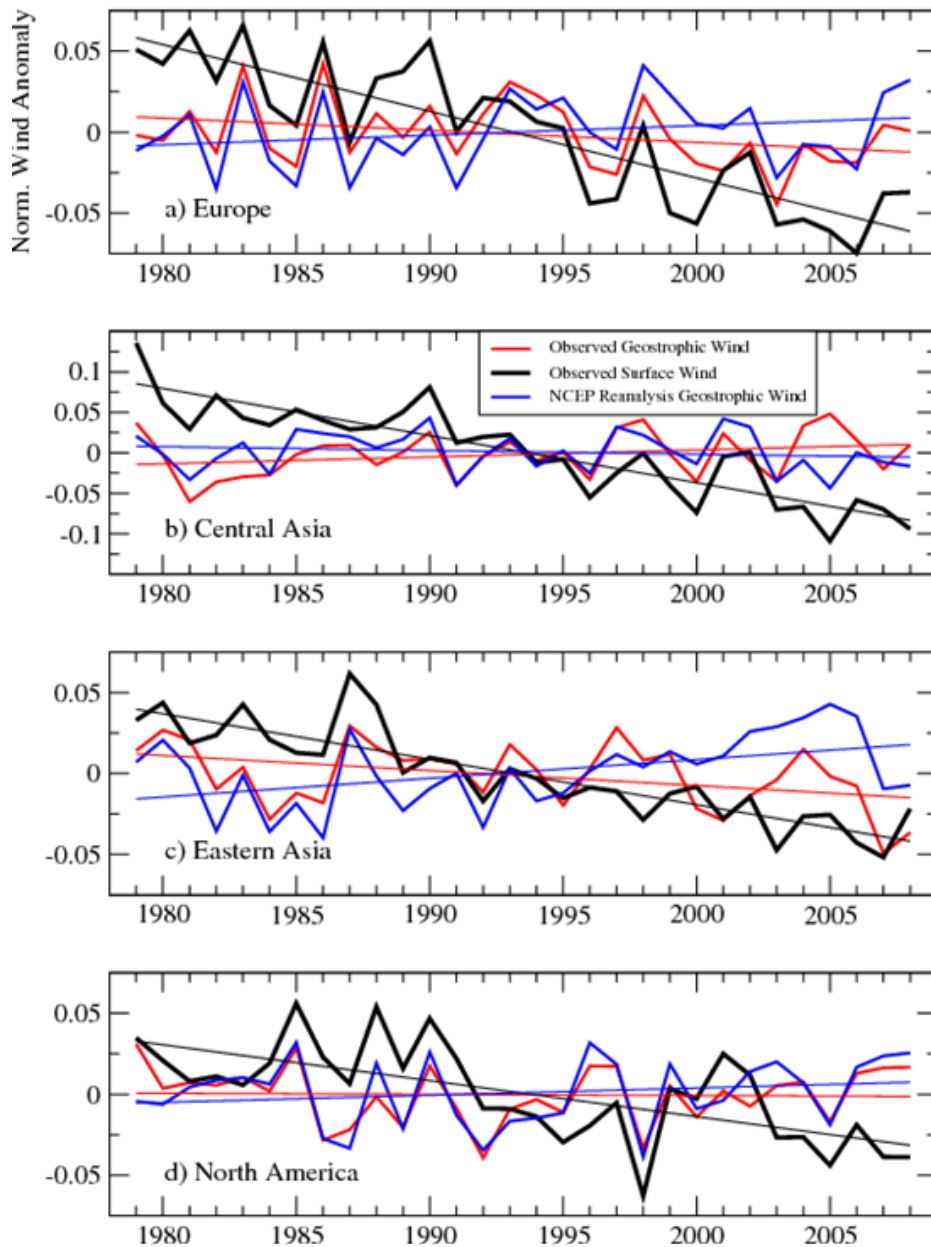 Norm. Wind Anomaly
0.05
0
-0.05
a) Europe
1980 1985 1990 1995 2000 2005
Observed Geostrophic Wind
Observed Surface Wind
NCEP Reanalysis Geostrophic Wind
0.1
0.05
0
-0.05
-0.1
b) Central Asia
1980 1985 1990 1995 2000 2005
0.05
0
-0.05
c) Eastern Asia
1980 1985 1990 1995 2000 2005
0.05
0
-0.05
d) North America
1980 1985 1990 1995 2000 2005